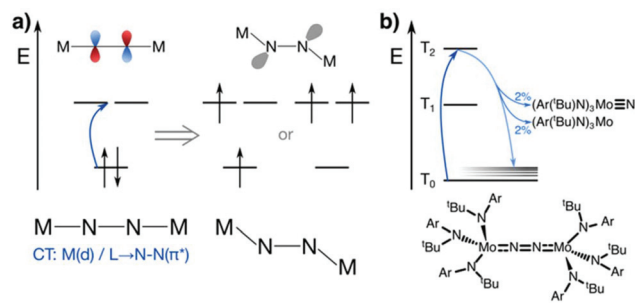 a)
M M
E
M
N N
M
or
M—N—N—M
CT: M(d) / L→N-N(π*)
M
N N
M
b)
E
T2
T1
T0
2%
2%
(Ar(tBu)N)3Mo≡N
(Ar(tBu)N)3Mo
tBu Ar
N
Ar
tBu N
tBu
N
Ar
Mo=N=N=Mo
Ar
N
tBu
tBu
N
Ar
tBu
N
Ar